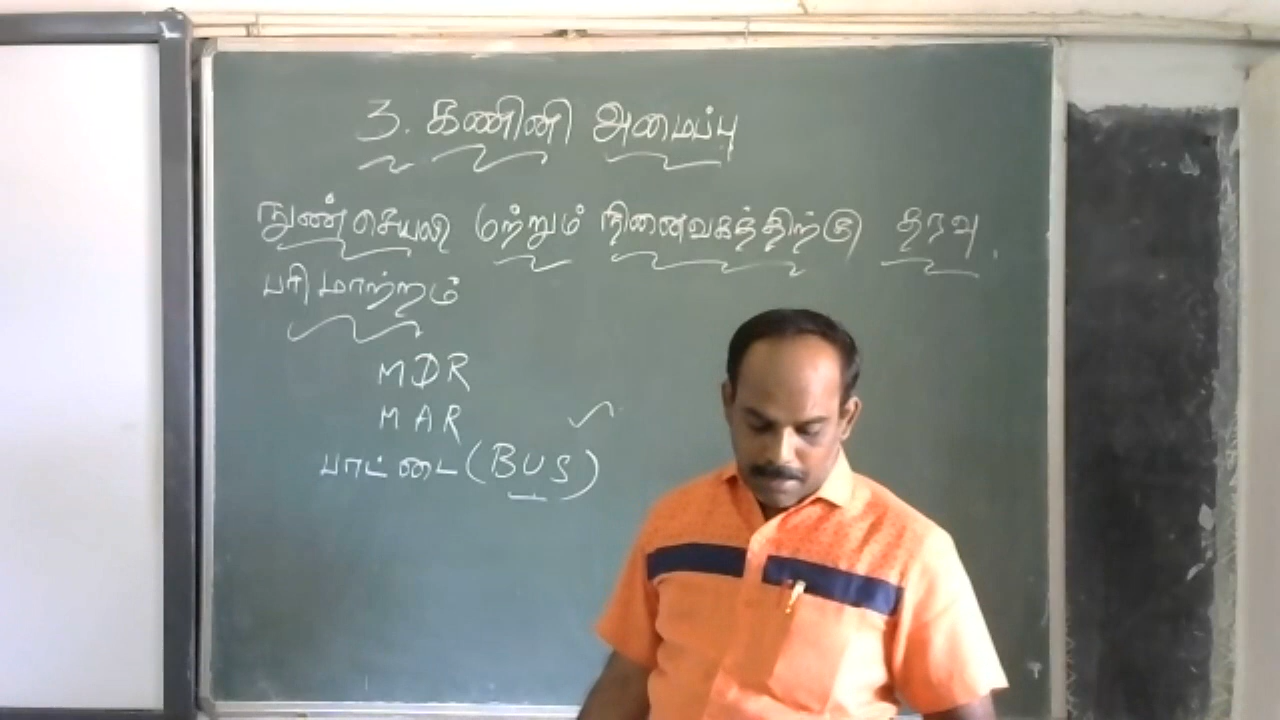 3. கணினி அமைப்பு
நுண்செயலி மற்றும் நினைவகத்திற்கு தரவு
பரிமாற்றம்
MDR
MAR
பாட்டை (BUS)